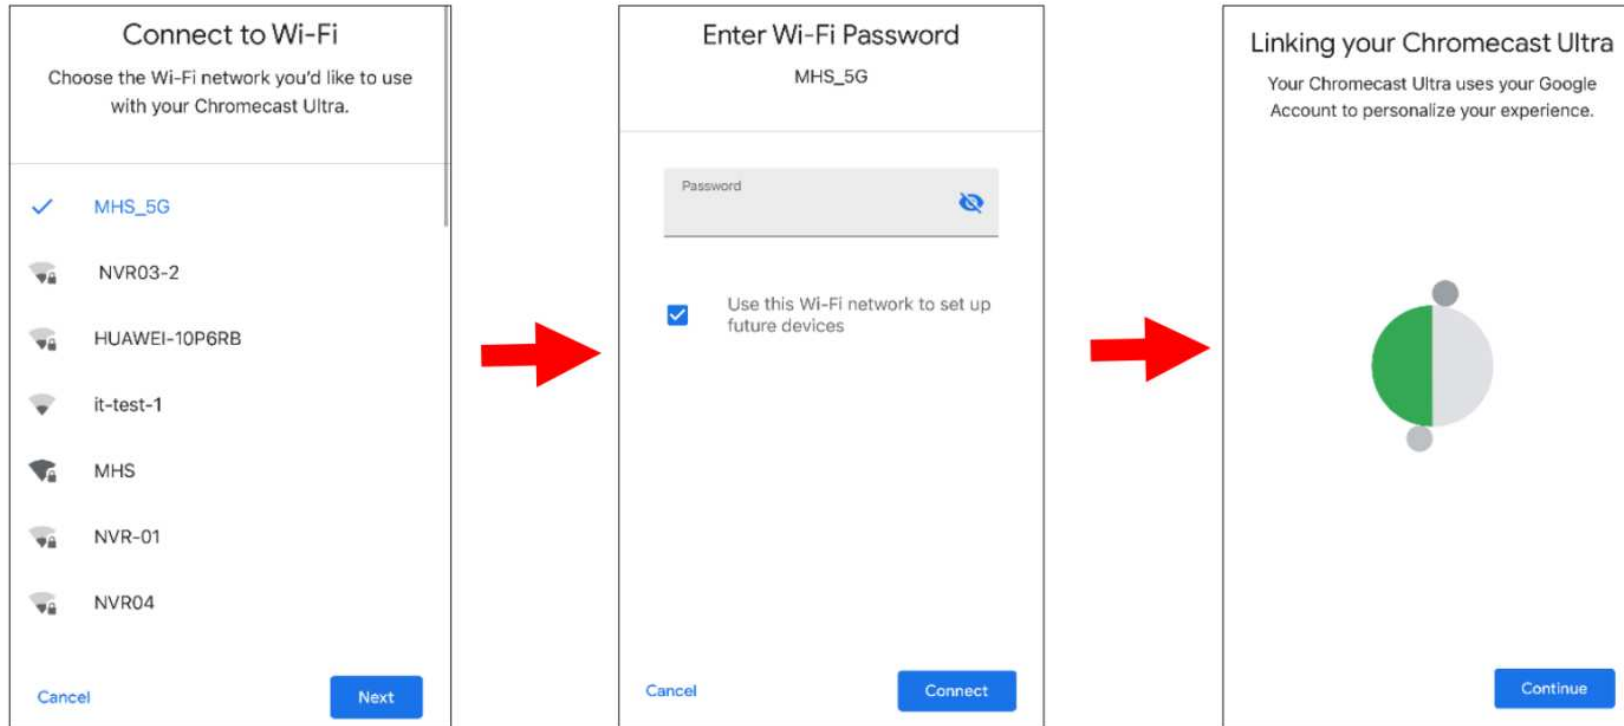 Connect to Wi-Fi
Choose the Wi-Fi network you'd like to use
with your Chromecast Ultra.
MHS_5G
NVR03-2
HUAWEI-10P6RB
it-test-1
MHS
NVR-01
NVR04
Cancel
Next
Enter Wi-Fi Password
MHS_5G
Password
Use this Wi-Fi network to set up
future devices
Cancel
Connect
Linking your Chromecast Ultra
Your Chromecast Ultra uses your Google
Account to personalize your experience.
Continue